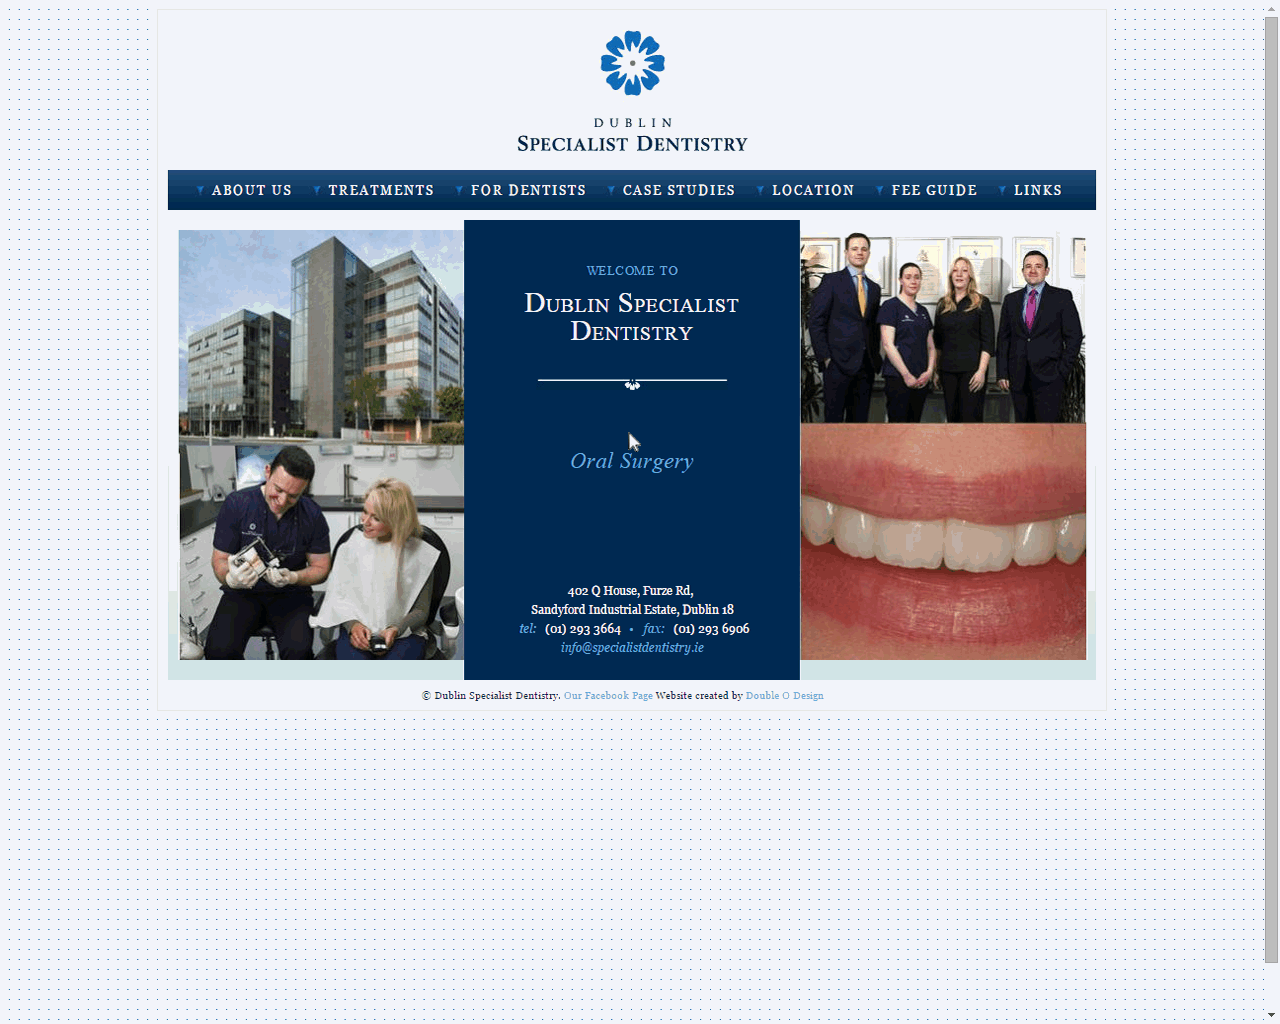 DUBLIN
SPECIALIST DENTISTRY
ABOUT US TREATMENTS FOR DENTISTS CASE STUDIES LOCATION FEE GUIDE LINKS
WELCOME TO
DUBLIN SPECIALIST
DENTISTRY
Oral Surgery
402 Q House, Furze Rd,
Sandyford Industrial Estate, Dublin 18
tel: (01) 293 3664 • fax: (01) 293 6906
info@specialistdentistry.ie
© Dublin Specialist Dentistry. Our Facebook Page Website created by Double O Design